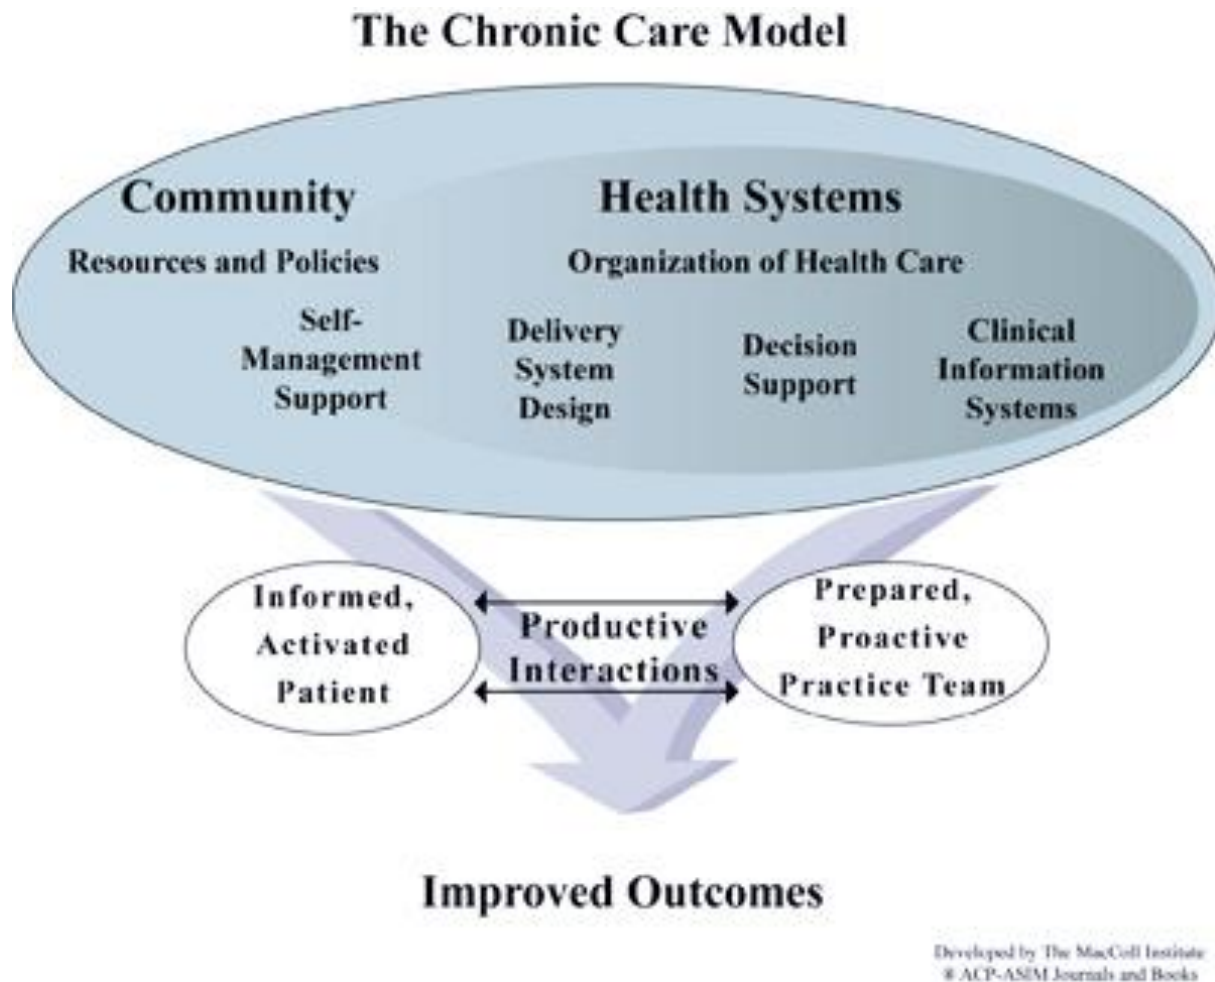 The Chronic Care Model
Community
Health Systems
Resources and Policies
Organization of Health Care
Self-
Management
Support
Delivery
System
Design
Decision
Support
Clinical
Information
Systems
Informed,
Activated
Patient
Productive
Interactions
Prepared,
Proactive
Practice Team
Improved Outcomes
Developed by The MacColl Institute
® ACP-ASIM Journals and Books